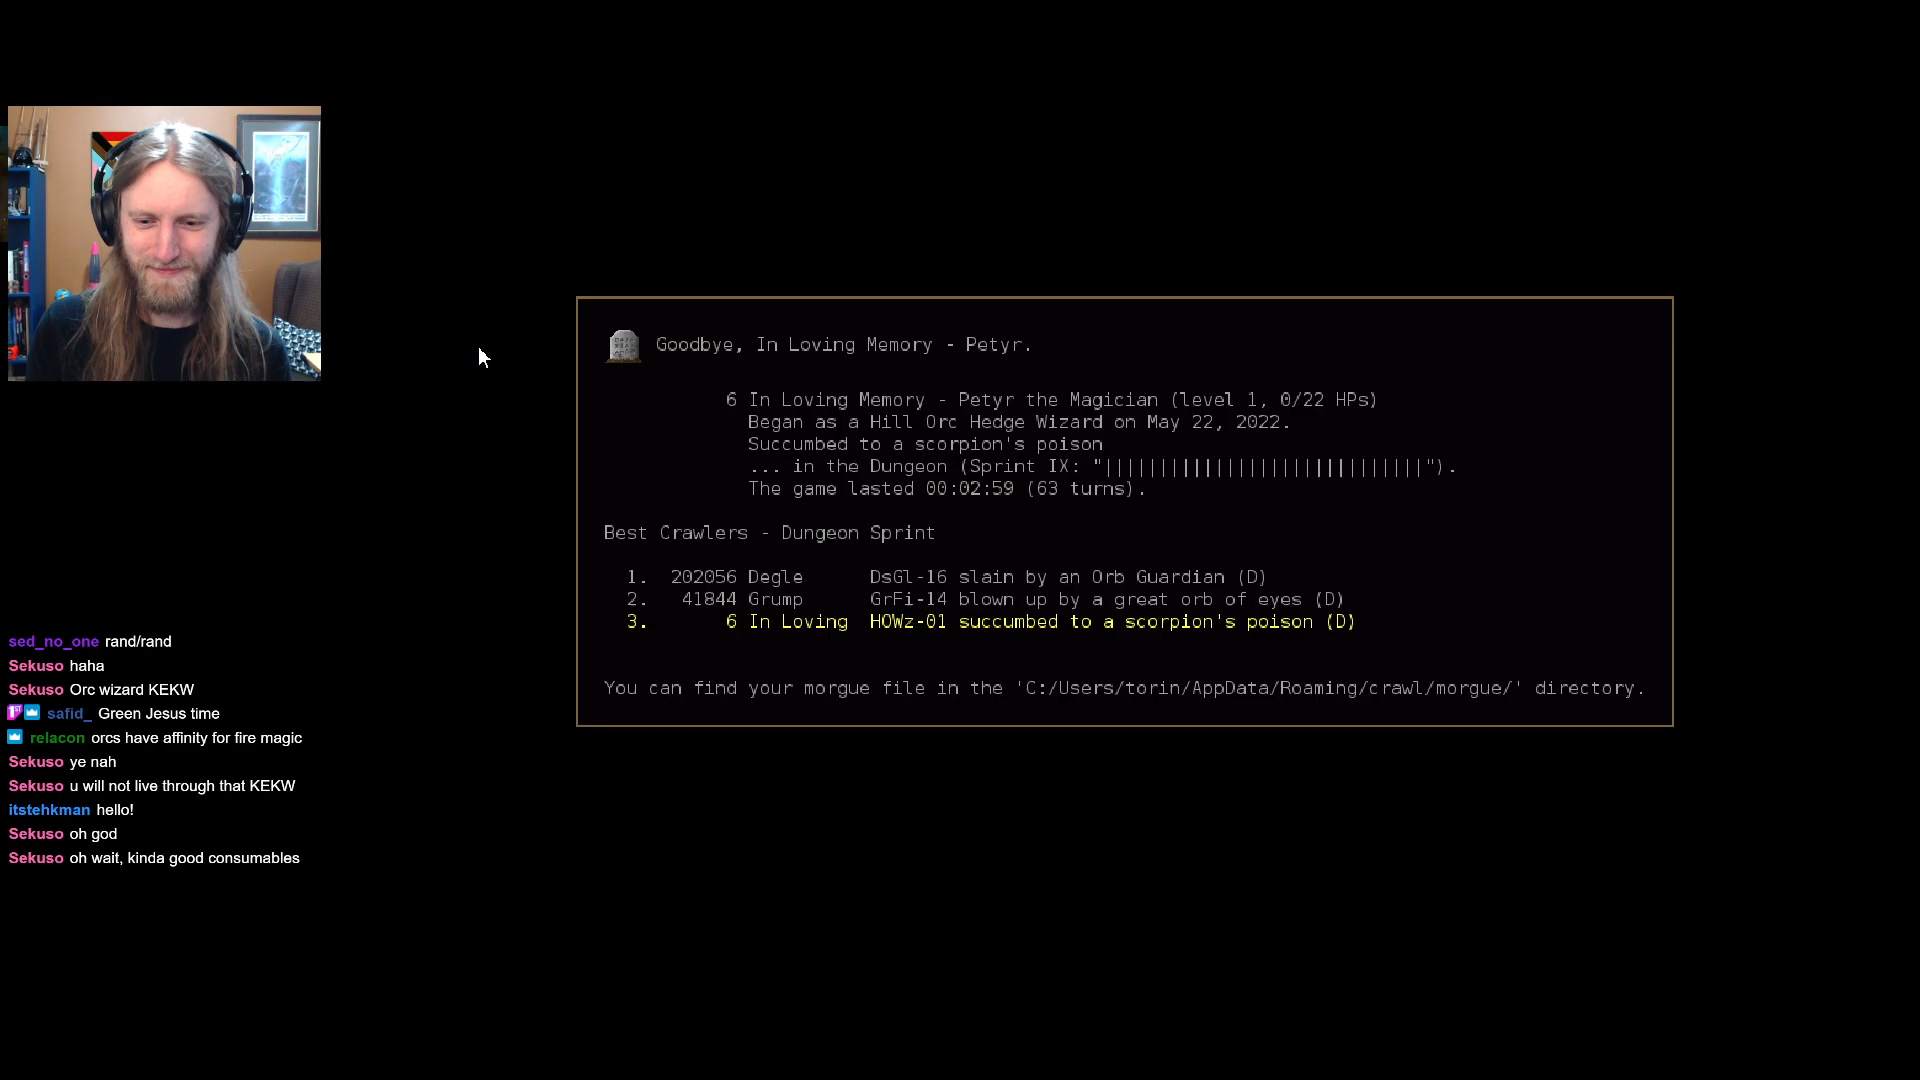 Goodbye, In Loving Memory - Petyr.
6 In Loving Memory - Petyr the Magician (level 1, 0/22 HPs)
Began as a Hill Orc Hedge Wizard on May 22, 2022.
Succumbed to a scorpion's poison
... in the Dungeon (Sprint IX: "|||||||||||||||||||||||||||||").
The game lasted 00:02:59 (63 turns).
Best Crawlers - Dungeon Sprint
1. 202056 Degle DsGl-16 slain by an Orb Guardian (D)
2. 41844 Grump GrFi-14 blown up by a great orb of eyes (D)
3. 6 In Loving HOWz-01 succumbed to a scorpion's poison (D)
You can find your morgue file in the 'C:/Users/torin/AppData/Roaming/crawl/morgue/' directory.
sed_no_one rand/rand
Sekuso haha
Sekuso Orc wizard KEKW
1ST safid_ Green Jesus time
relacon orcs have affinity for fire magic
Sekuso ye nah
Sekuso u will not live through that KEKW
itstehkman hello!
Sekuso oh god
Sekuso oh wait, kinda good consumables